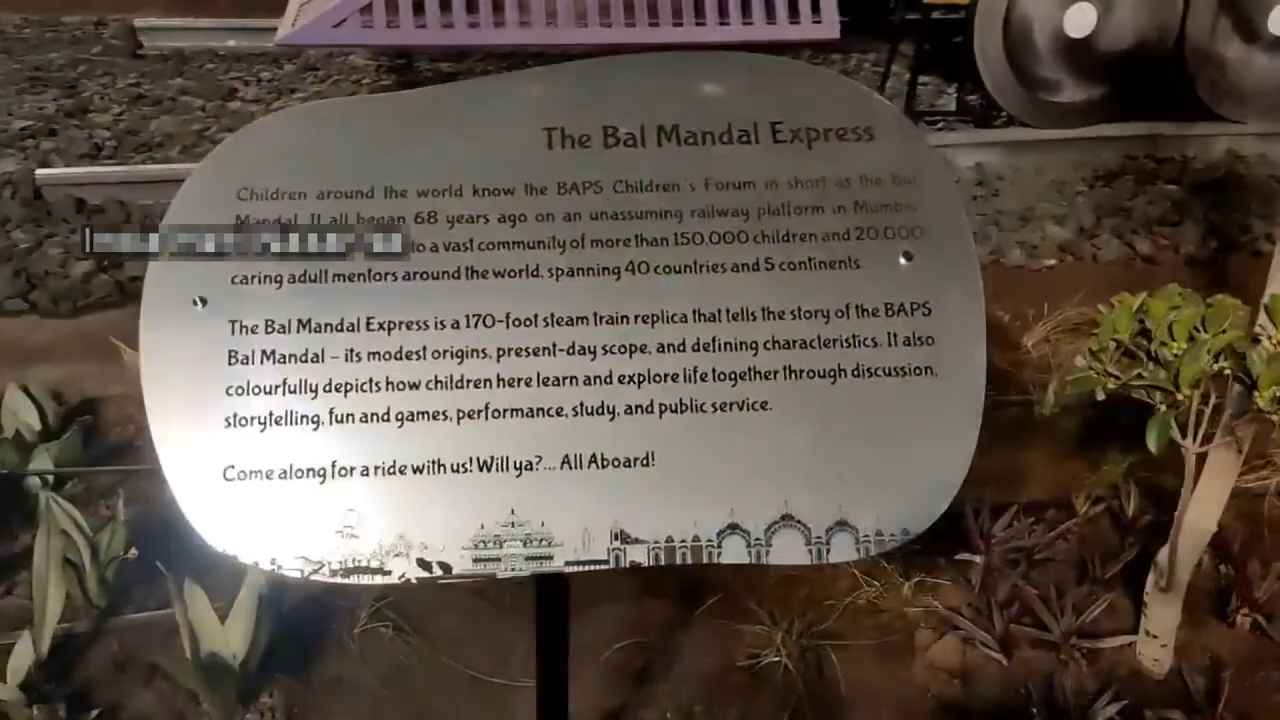 The Bal Mandal Express
Children around the world know the BAPS Children's Forum in short as the Bal
Mandal. It all began 68 years ago on an unassuming railway platform in Mumbai
to a vast community of more than 150,000 children and 20,000
caring adult mentors around the world, spanning 40 countries and 5 continents.
The Bal Mandal Express is a 170-foot steam train replica that tells the story of the BAPS
Bal Mandal – its modest origins, present-day scope, and defining characteristics. It also
colourfully depicts how children here learn and explore life together through discussion,
storytelling, fun and games, performance, study, and public service.
Come along for a ride with us! Will ya?... All Aboard!